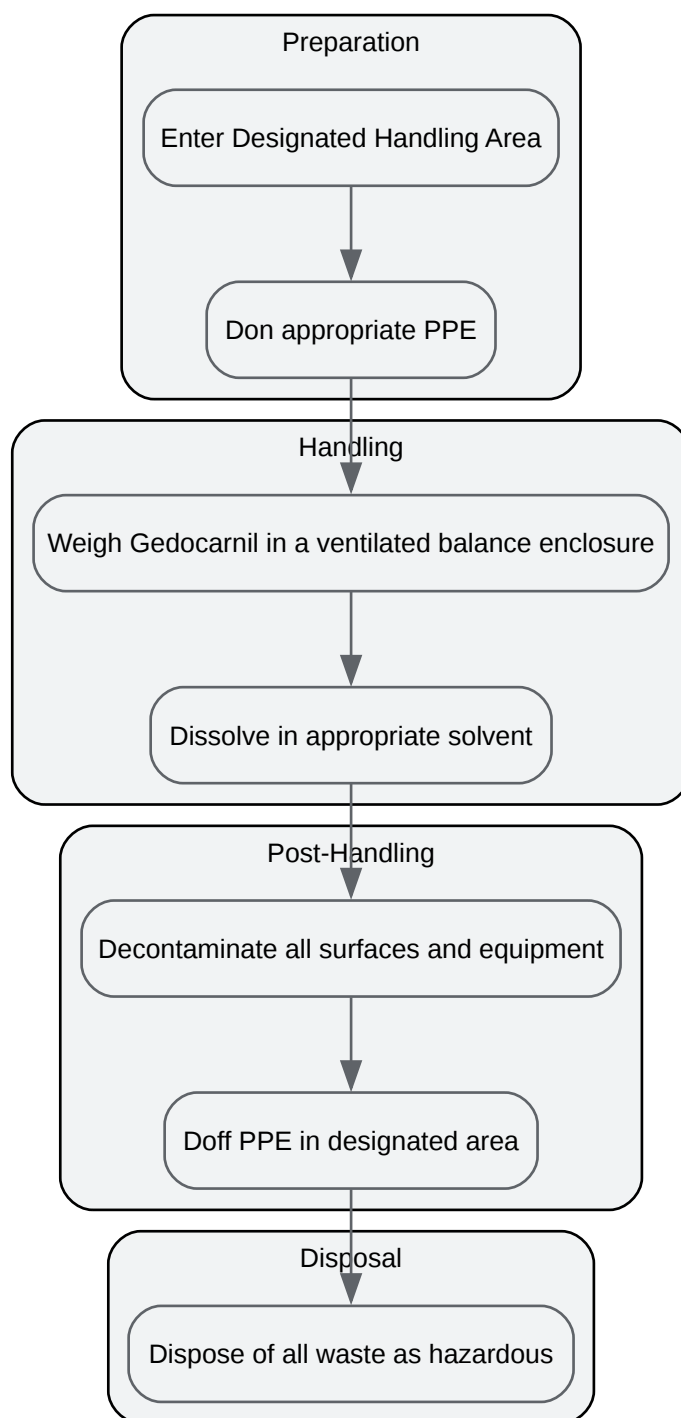 Preparation
Enter Designated Handling Area
Don appropriate PPE
Handling
Weigh Gedocarnil in a ventilated balance enclosure
Dissolve in appropriate solvent
Post-Handling
Decontaminate all surfaces and equipment
Doff PPE in designated area
Disposal
Dispose of all waste as hazardous